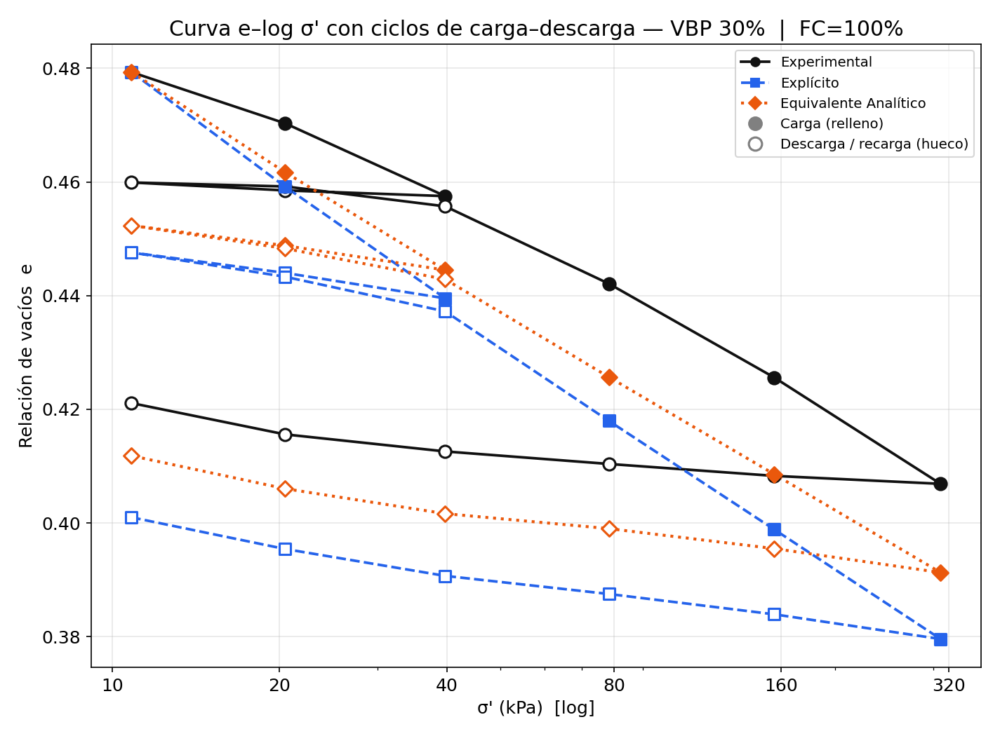 Curva e–log σ' con ciclos de carga–descarga — VBP 30% | FC=100%
Experimental
Explícito
Equivalente Analítico
Carga (relleno)
Descarga / recarga (hueco)
0.48
0.46
0.44
0.42
0.40
0.38
Relación de vacíos e
10 20 40 80 160 320
σ' (kPa) [log]